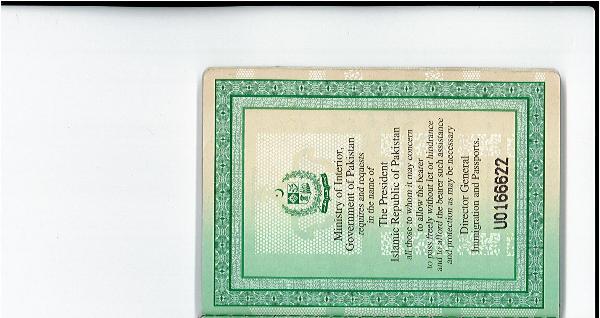 Ministry of Interior,
Government of Pakistan
requires and requests
in the name of
The President
Islamic Republic of Pakistan
all those to whom it may concern
to allow the bearer
to pass freely without let or hindrance
and to afford the bearer such assistance
and protection as may be necessary
Director General
Immigration and Passports.
U0166622